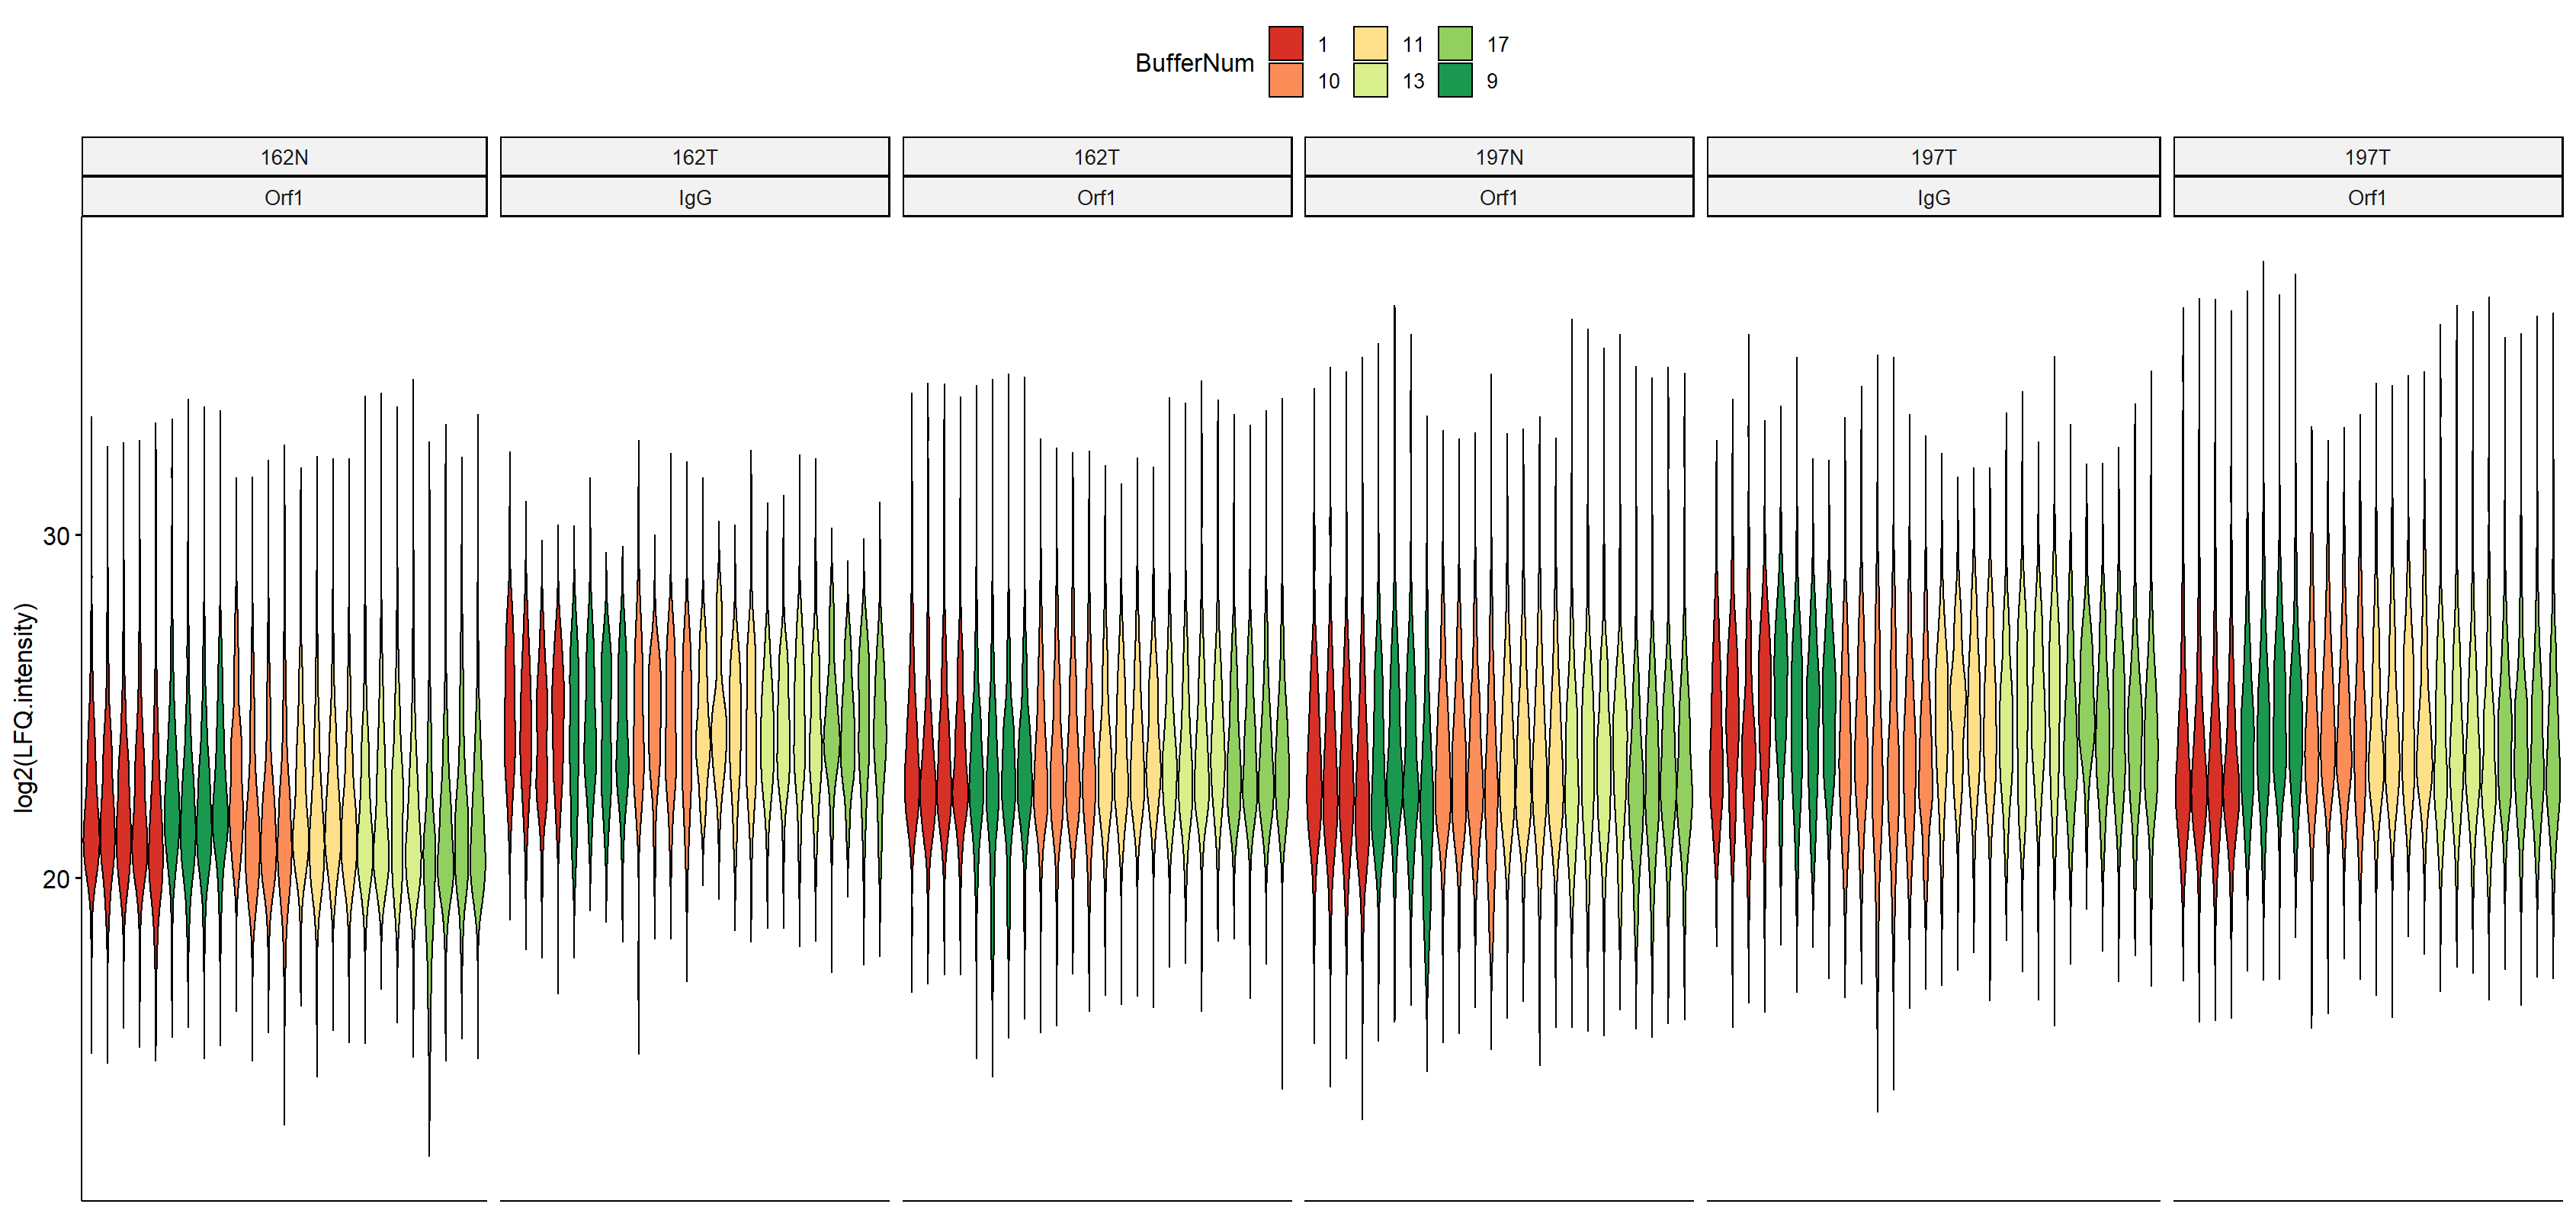 BufferNum
1 11 17
10 13 9
162N 162T 162T 197N 197T 197T
Orf1 IgG Orf1 Orf1 IgG Orf1
30
20
log2(LFQ.intensity)